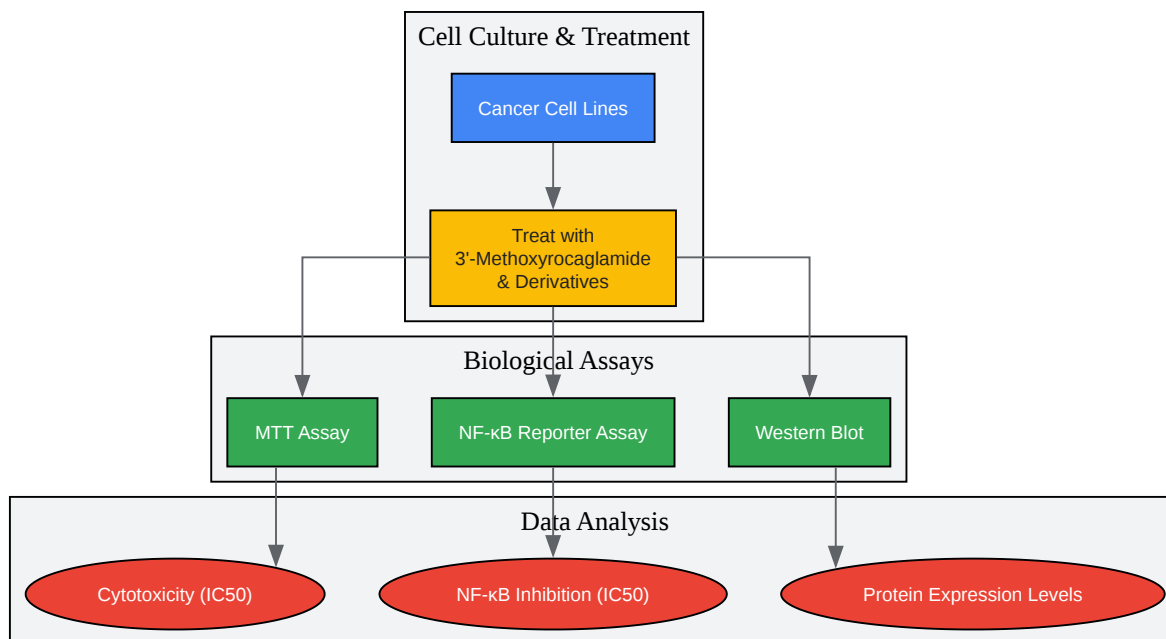 Cell Culture & Treatment
Cancer Cell Lines
Treat with
3'-Methoxyrocaglamide
& Derivatives
Biological Assays
MTT Assay
NF-κB Reporter Assay
Western Blot
Data Analysis
Cytotoxicity (IC50)
NF-κB Inhibition (IC50)
Protein Expression Levels